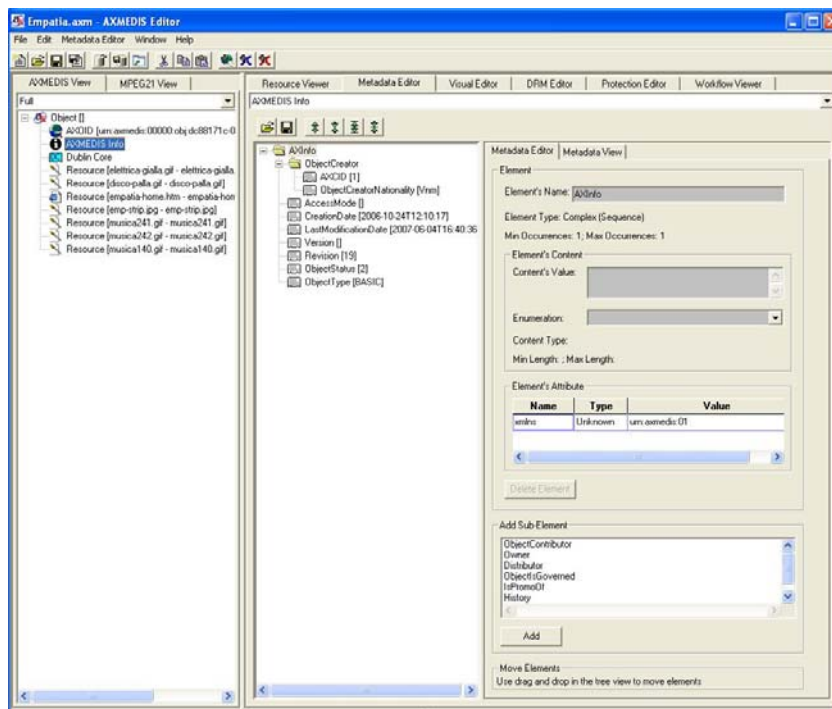 Empatia.axm - AXMEDIS Editor
File Edit Metadata Editor Window Help
AXMEDIS View MPEG21 View
Full
Object []
AXOID [urn:axmedis:00000:obj:dc88171c-0
AXMEDIS Info
Dublin Core
Resource [elettrica-gialla.gif - elettrica-gialla.
Resource [disco-palla.gif - disco-palla.gif]
Resource [empatia-home.htm - empatia-hom
Resource [emp-strip.jpg - emp-strip.jpg]
Resource [musica241.gif - musica241.gif]
Resource [musica242.gif - musica242.gif]
Resource [musica140.gif - musica140.gif]
Resource Viewer Metadata Editor Visual Editor DRM Editor Protection Editor Workflow Viewer
AXMEDIS Info
AXInfo
ObjectCreator
AXCID [1]
ObjectCreatorNationality [Vnm]
AccessMode []
CreationDate [2006-10-24T12:10:17]
LastModificationDate [2007-06-04T16:40:36
Version []
Revision [19]
ObjectStatus [2]
ObjectType [BASIC]
Metadata Editor Metadata View
Element
Element's Name: AXInfo
Element Type: Complex (Sequence)
Min Occurrences: 1; Max Occurrences: 1
Element's Content
Content's Value:
Enumeration:
Content Type:
Min Length: ; Max Length:
Element's Attribute
Name Type Value
xmlns Unknown urn:axmedis:01
Delete Element
Add Sub-Element
ObjectContributor
Owner
Distributor
ObjectIsGoverned
IsPromoOf
History
Add
Move Elements
Use drag and drop in the tree view to move elements